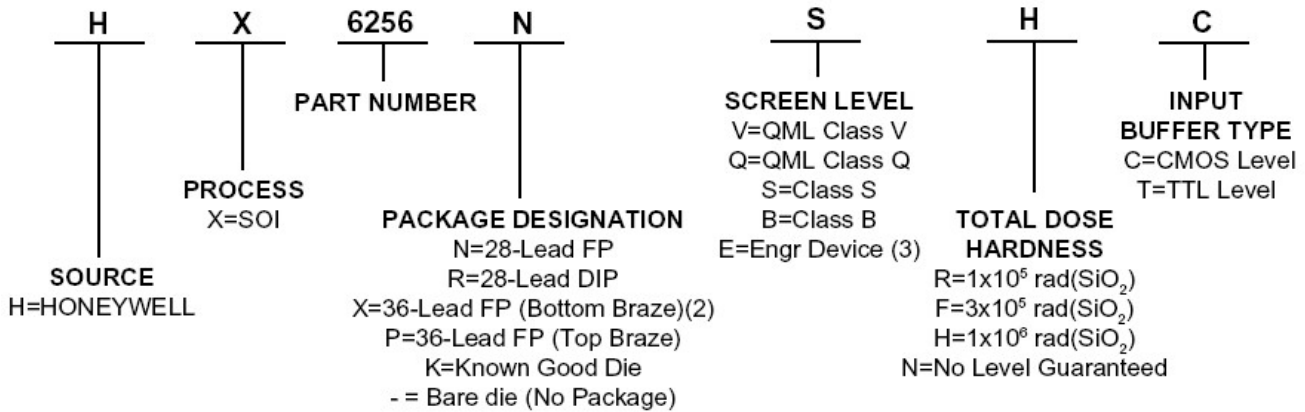 H X 6256 N S H C
PART NUMBER
PROCESS
X=SOI
SOURCE
H=HONEYWELL
PACKAGE DESIGNATION
N=28-Lead FP
R=28-Lead DIP
X=36-Lead FP (Bottom Braze)(2)
P=36-Lead FP (Top Braze)
K=Known Good Die
- = Bare die (No Package)
SCREEN LEVEL
V=QML Class V
Q=QML Class Q
S=Class S
B=Class B
E=Engr Device (3)
TOTAL DOSE
HARDNESS
R=1x10⁵ rad(SiO₂)
F=3x10⁵ rad(SiO₂)
H=1x10⁶ rad(SiO₂)
N=No Level Guaranteed
INPUT
BUFFER TYPE
C=CMOS Level
T=TTL Level